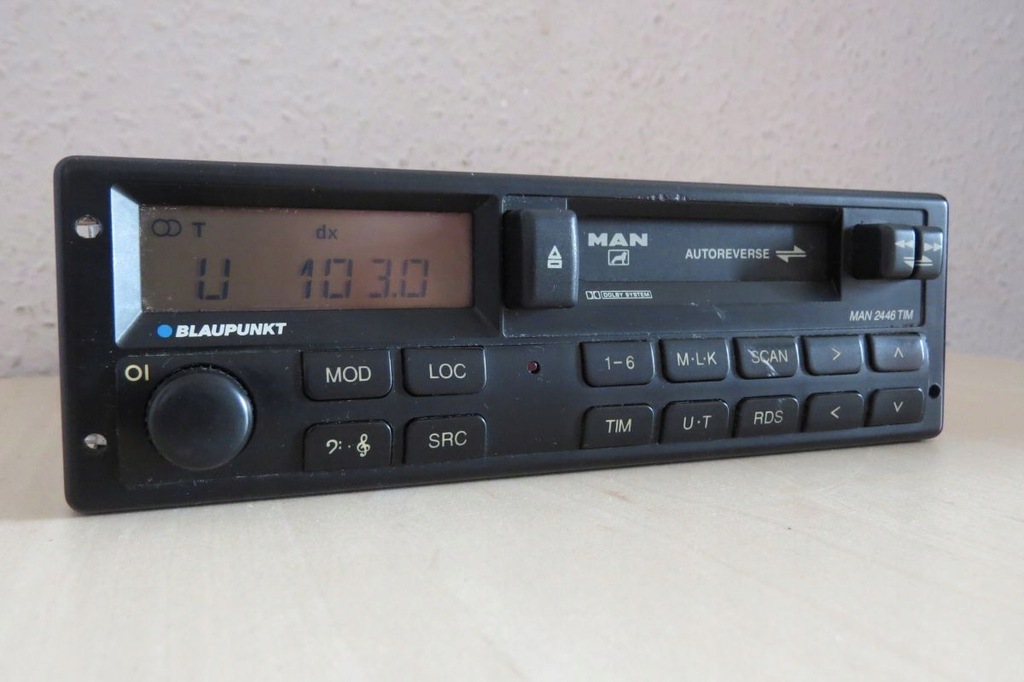 T dx
U 103.0
BLAUPUNKT
MAN
AUTOREVERSE
DOLBY SYSTEM
MAN 2446 TIM
OI
MOD LOC
1-6 M·L·K SCAN > ^
SRC
TIM U·T RDS < v